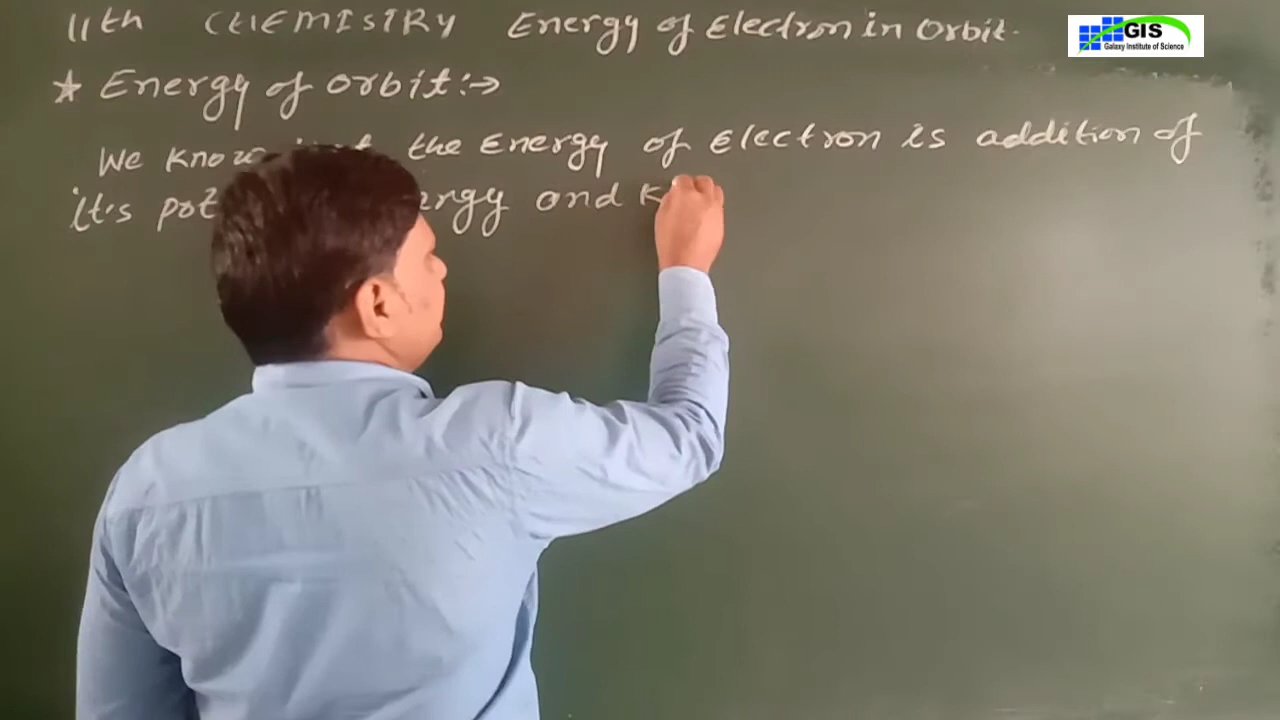 11th CHEMISTRY Energy of Electron in Orbit.
GIS
Galaxy Institute of Science
* Energy of orbit:→
We know the Energy of Electron is addition of
it's pot ergy and K